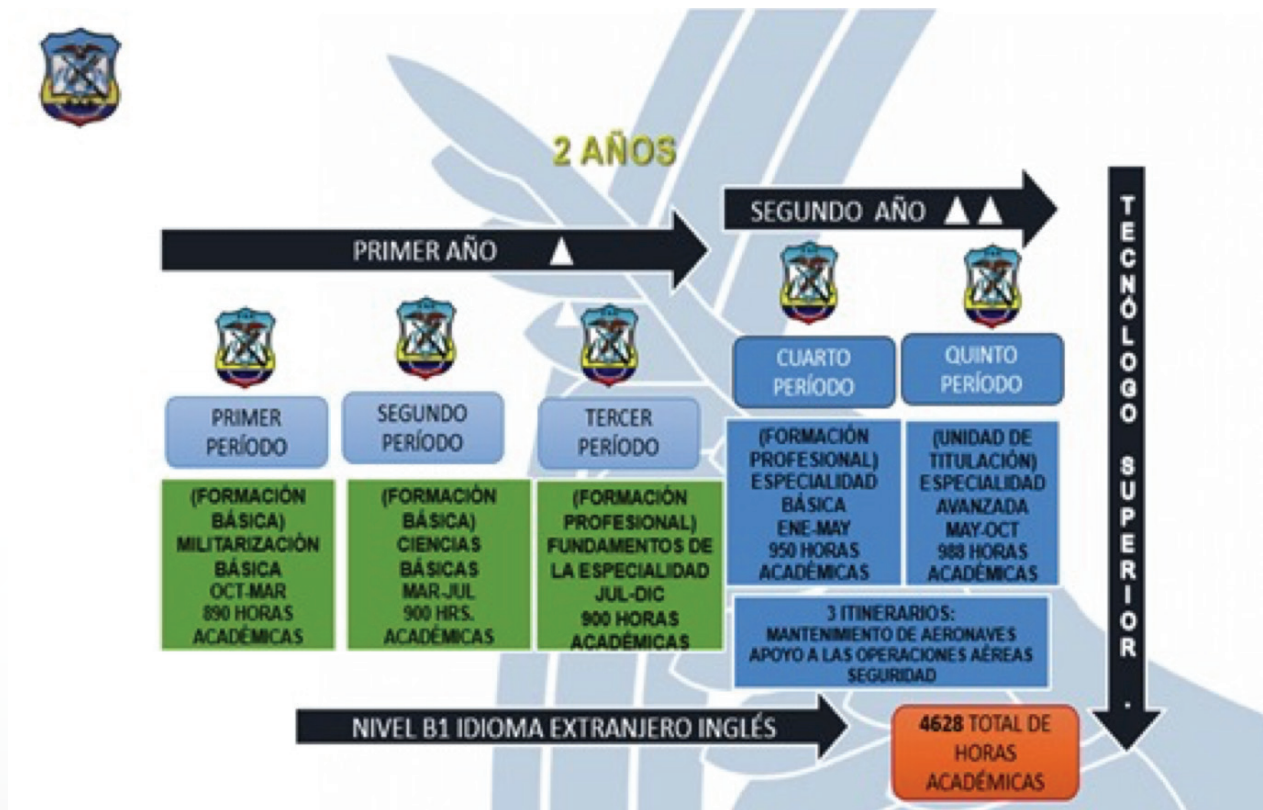 2 AÑOS
PRIMER AÑO
SEGUNDO AÑO
PRIMER
PERÍODO
SEGUNDO
PERÍODO
TERCER
PERÍODO
CUARTO
PERÍODO
QUINTO
PERÍODO
(FORMACIÓN
BÁSICA)
MILITARIZACIÓN
BÁSICA
OCT-MAR
890 HORAS
ACADÉMICAS
(FORMACIÓN
BÁSICA)
CIENCIAS
BÁSICAS
MAR-JUL
900 HRS.
ACADÉMICAS
(FORMACIÓN
PROFESIONAL)
FUNDAMENTOS DE
LA ESPECIALIDAD
JUL-DIC
900 HORAS
ACADÉMICAS
(FORMACIÓN
PROFESIONAL)
ESPECIALIDAD
BÁSICA
ENE-MAY
950 HORAS
ACADÉMICAS
(UNIDAD DE
TITULACIÓN)
ESPECIALIDAD
AVANZADA
MAY-OCT
988 HORAS
ACADÉMICAS
3 ITINERARIOS:
MANTENIMIENTO DE AERONAVES
APOYO A LAS OPERACIONES AÉREAS
SEGURIDAD
NIVEL B1 IDIOMA EXTRANJERO INGLÉS
4628 TOTAL DE
HORAS
ACADÉMICAS
TECNÓLOGO SUPERIOR .